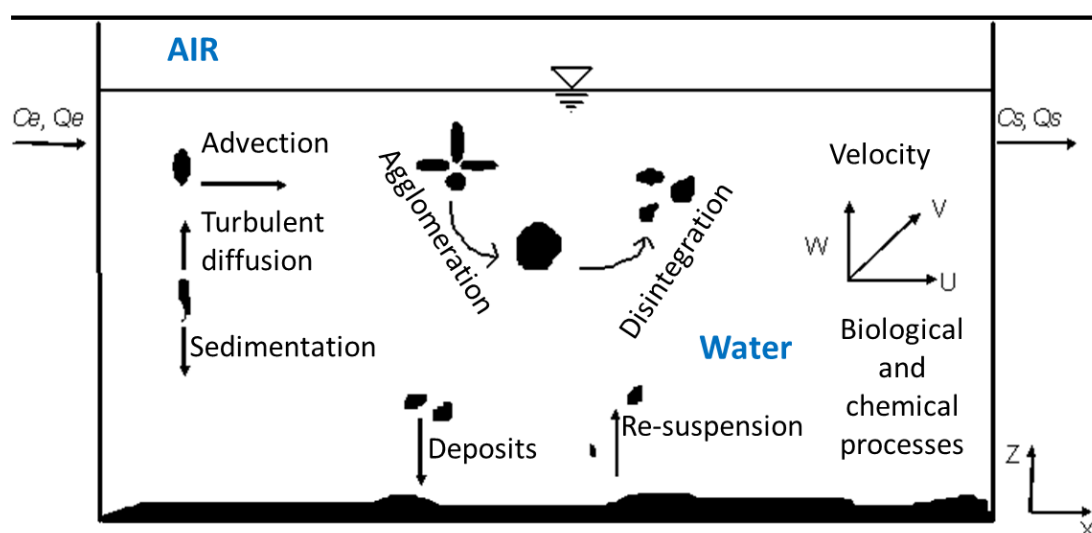 AIR
Ce, Qe
Cs, Qs
Advection
Turbulent
diffusion
Sedimentation
Agglomeration
Disintegration
Velocity
V
W
U
Water
Biological
and
chemical
processes
Deposits
Re-suspension
Z
X